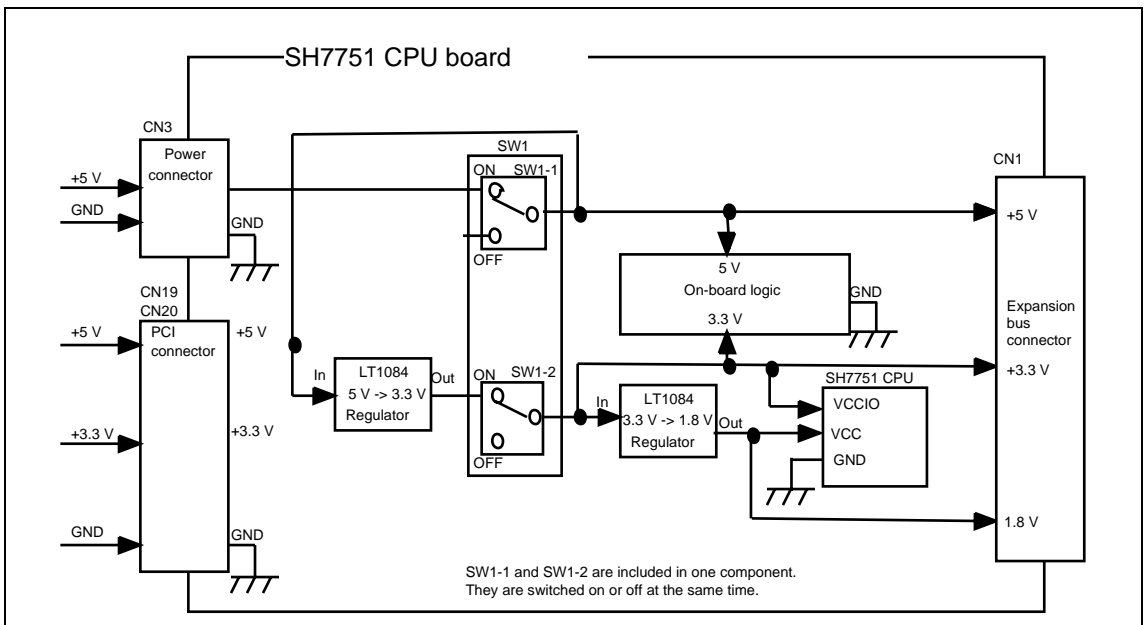 SH7751 CPU board
CN3
Power
connector
+5 V
GND
GND
CN19
CN20
PCI
connector
+5 V
+5 V
+3.3 V
+3.3 V
GND
GND
SW1
ON
SW1-1
OFF
In
LT1084
5 V -> 3.3 V
Regulator
Out
ON
SW1-2
OFF
In
LT1084
3.3 V -> 1.8 V
Regulator
Out
5 V
On-board logic
3.3 V
GND
SH7751 CPU
VCCIO
VCC
GND
CN1
+5 V
Expansion
bus
connector
+3.3 V
1.8 V
SW1-1 and SW1-2 are included in one component.
They are switched on or off at the same time.